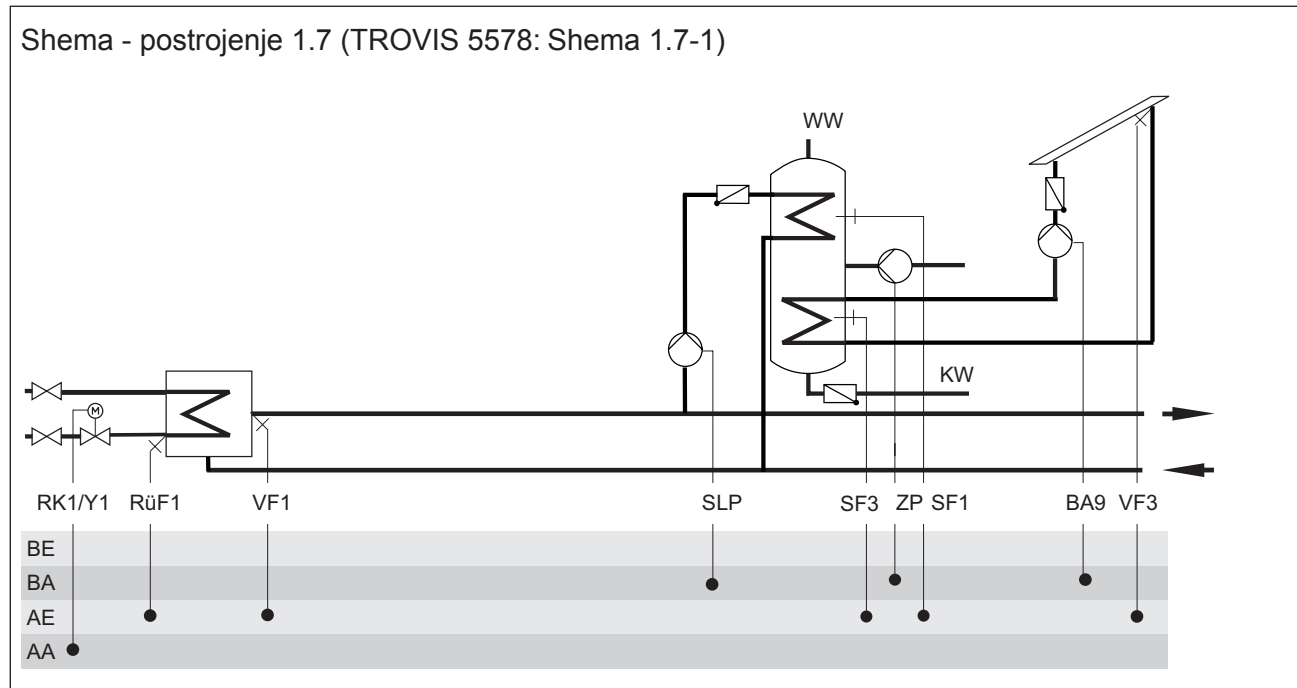 Shema - postrojenje 1.7 (TROVIS 5578: Shema 1.7-1)
WW
KW
M
RK1/Y1 RüF1 VF1 SLP SF3 ZP SF1 BA9 VF3
BE
BA
AE
AA